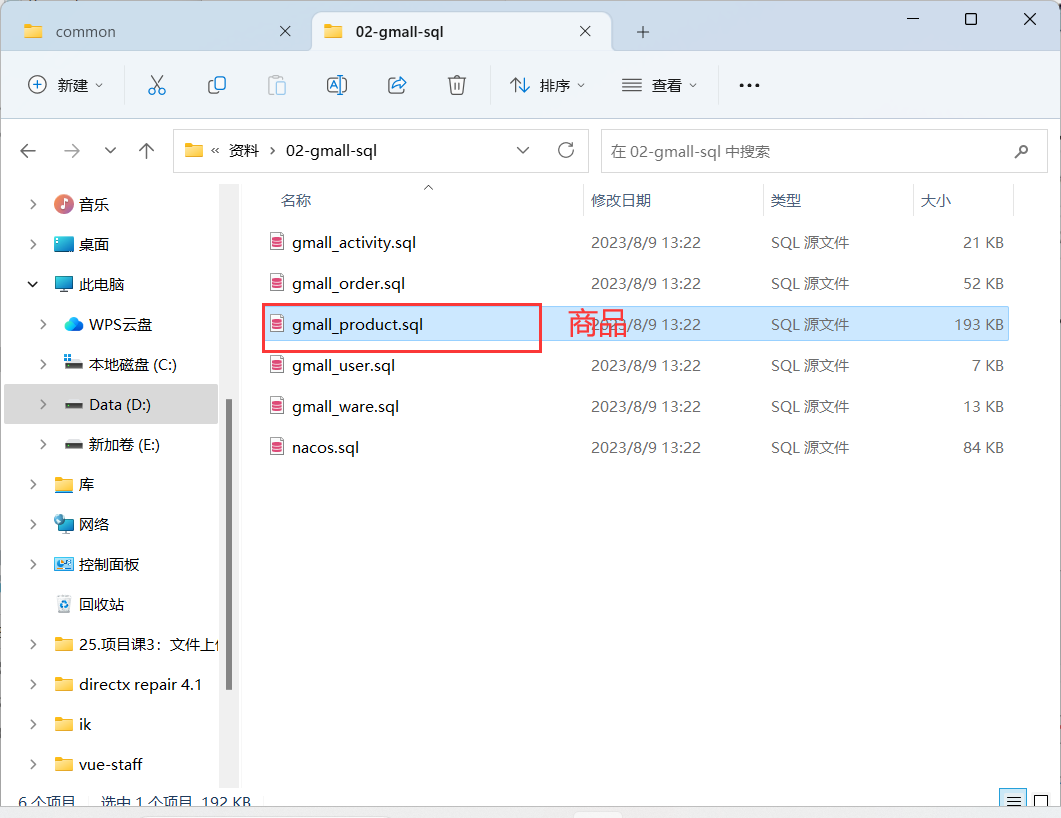 common
02-gmall-sql
新建
排序
查看
« 资料 › 02-gmall-sql
在 02-gmall-sql 中搜索
名称 修改日期 类型 大小
gmall_activity.sql 2023/8/9 13:22 SQL 源文件 21 KB
gmall_order.sql 2023/8/9 13:22 SQL 源文件 52 KB
gmall_product.sql 商品 2023/8/9 13:22 SQL 源文件 193 KB
gmall_user.sql 2023/8/9 13:22 SQL 源文件 7 KB
gmall_ware.sql 2023/8/9 13:22 SQL 源文件 13 KB
nacos.sql 2023/8/9 13:22 SQL 源文件 84 KB
音乐
桌面
此电脑
WPS云盘
本地磁盘 (C:)
Data (D:)
新加卷 (E:)
库
网络
控制面板
回收站
25.项目课3：文件上传
directx repair 4.1
ik
vue-staff
6 个项目 选中 1 个项目 192 KB